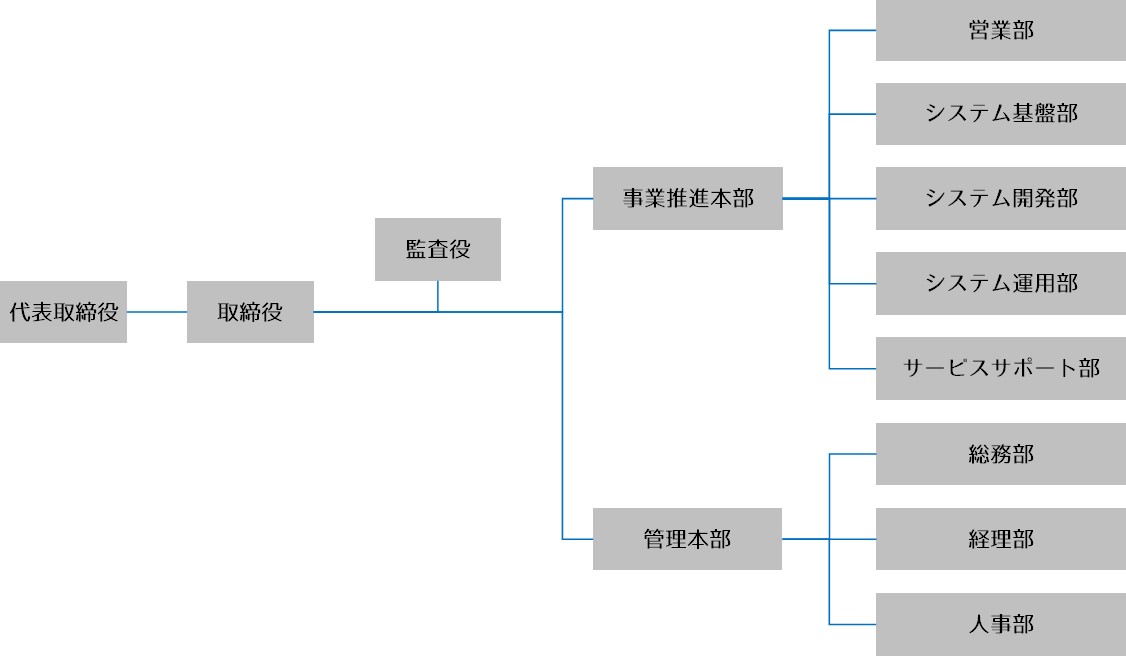 代表取締役
取締役
監査役
事業推進本部
営業部
システム基盤部
システム開発部
システム運用部
サービスサポート部
管理本部
総務部
経理部
人事部